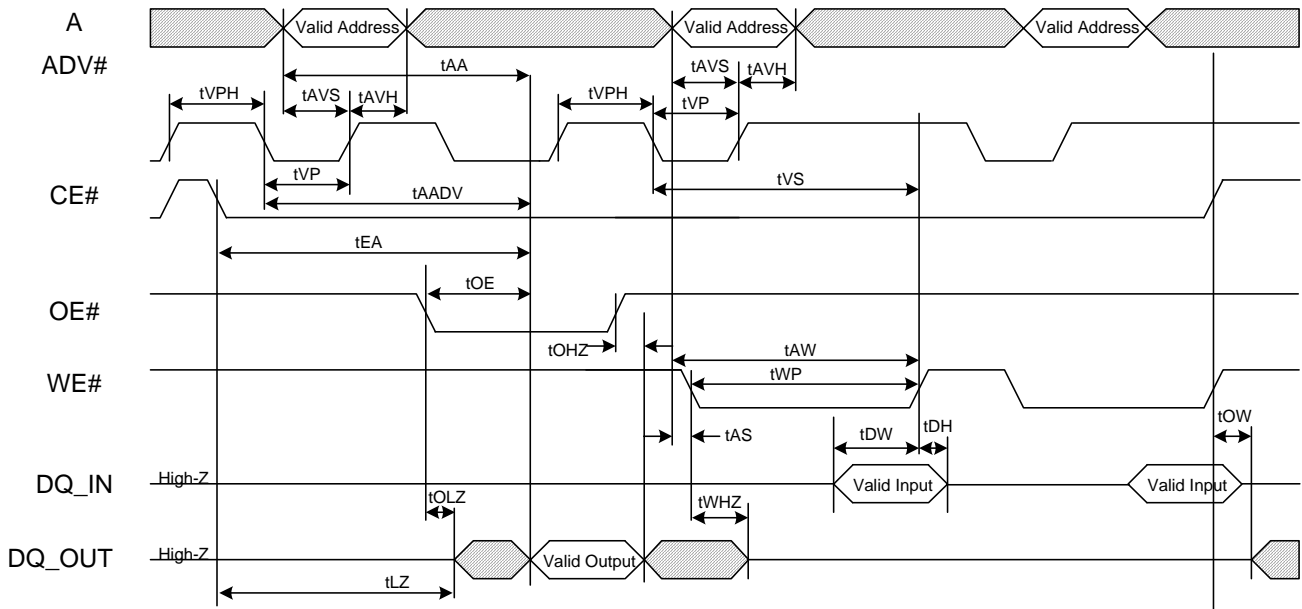 A
Valid Address
Valid Address
Valid Address
ADV#
tAA
tAVS
tAVH
tVPH
tAVS
tAVH
tVPH
tVP
tVP
tAADV
tVS
CE#
tEA
tOE
OE#
tOHZ
tAW
WE#
tWP
tAS
tDW
tDH
tOW
DQ_IN
High-Z
Valid Input
Valid Input
tOLZ
tWHZ
DQ_OUT
High-Z
Valid Output
tLZ